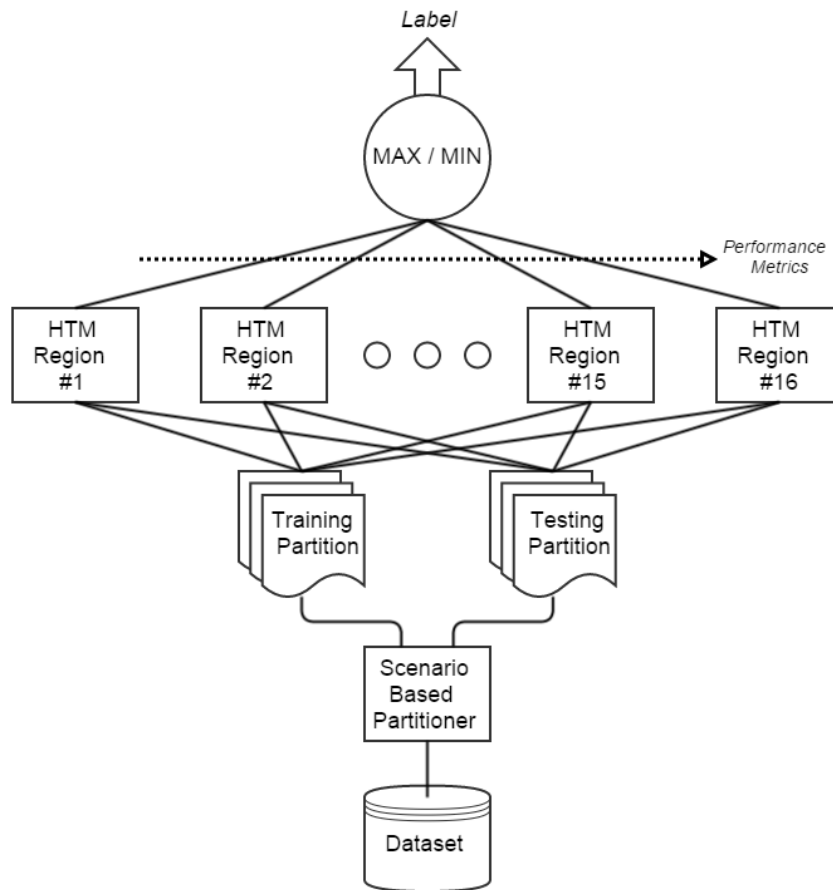 Label
MAX / MIN
Performance
Metrics
HTM
Region
#1
HTM
Region
#2
HTM
Region
#15
HTM
Region
#16
Training
Partition
Testing
Partition
Scenario
Based
Partitioner
Dataset